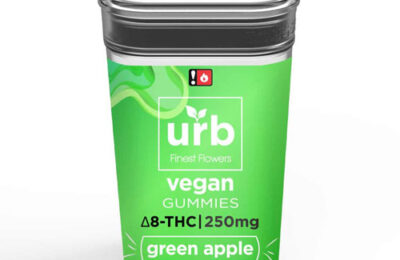 urb
Finest Flowers
vegan
GUMMIES
Δ8-THC|250mg
green apple